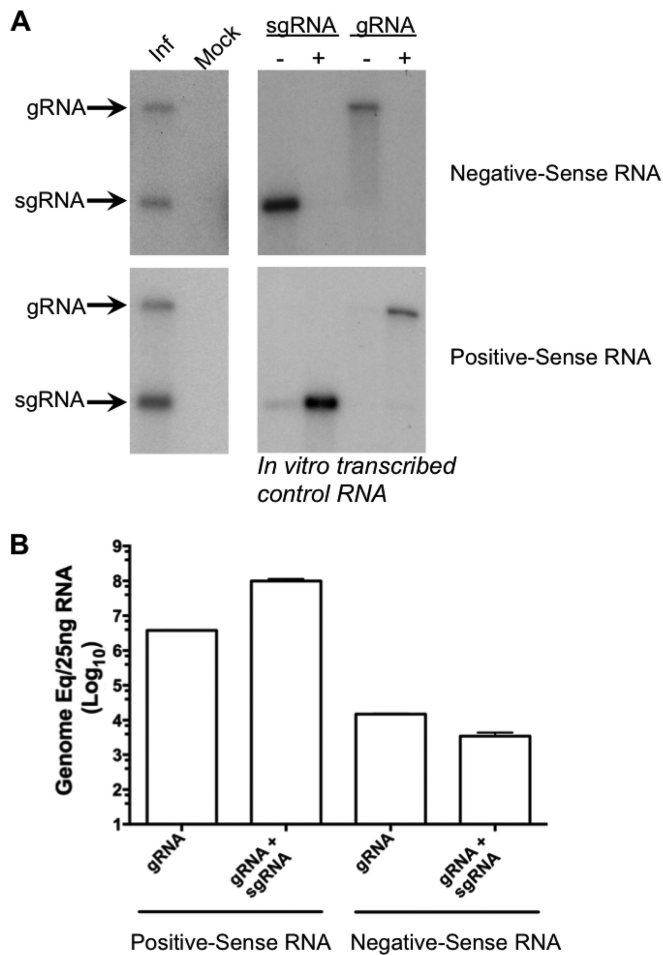 A
Inf
Mock
sgRNA
gRNA
- + - +
gRNA
sgRNA
Negative-Sense RNA
gRNA
sgRNA
Positive-Sense RNA
In vitro transcribed
control RNA
B
Genome Eq/25ng RNA
(Log10)
9
8
7
6
5
4
3
2
1
gRNA
gRNA +
sgRNA
gRNA
gRNA +
sgRNA
Positive-Sense RNA
Negative-Sense RNA